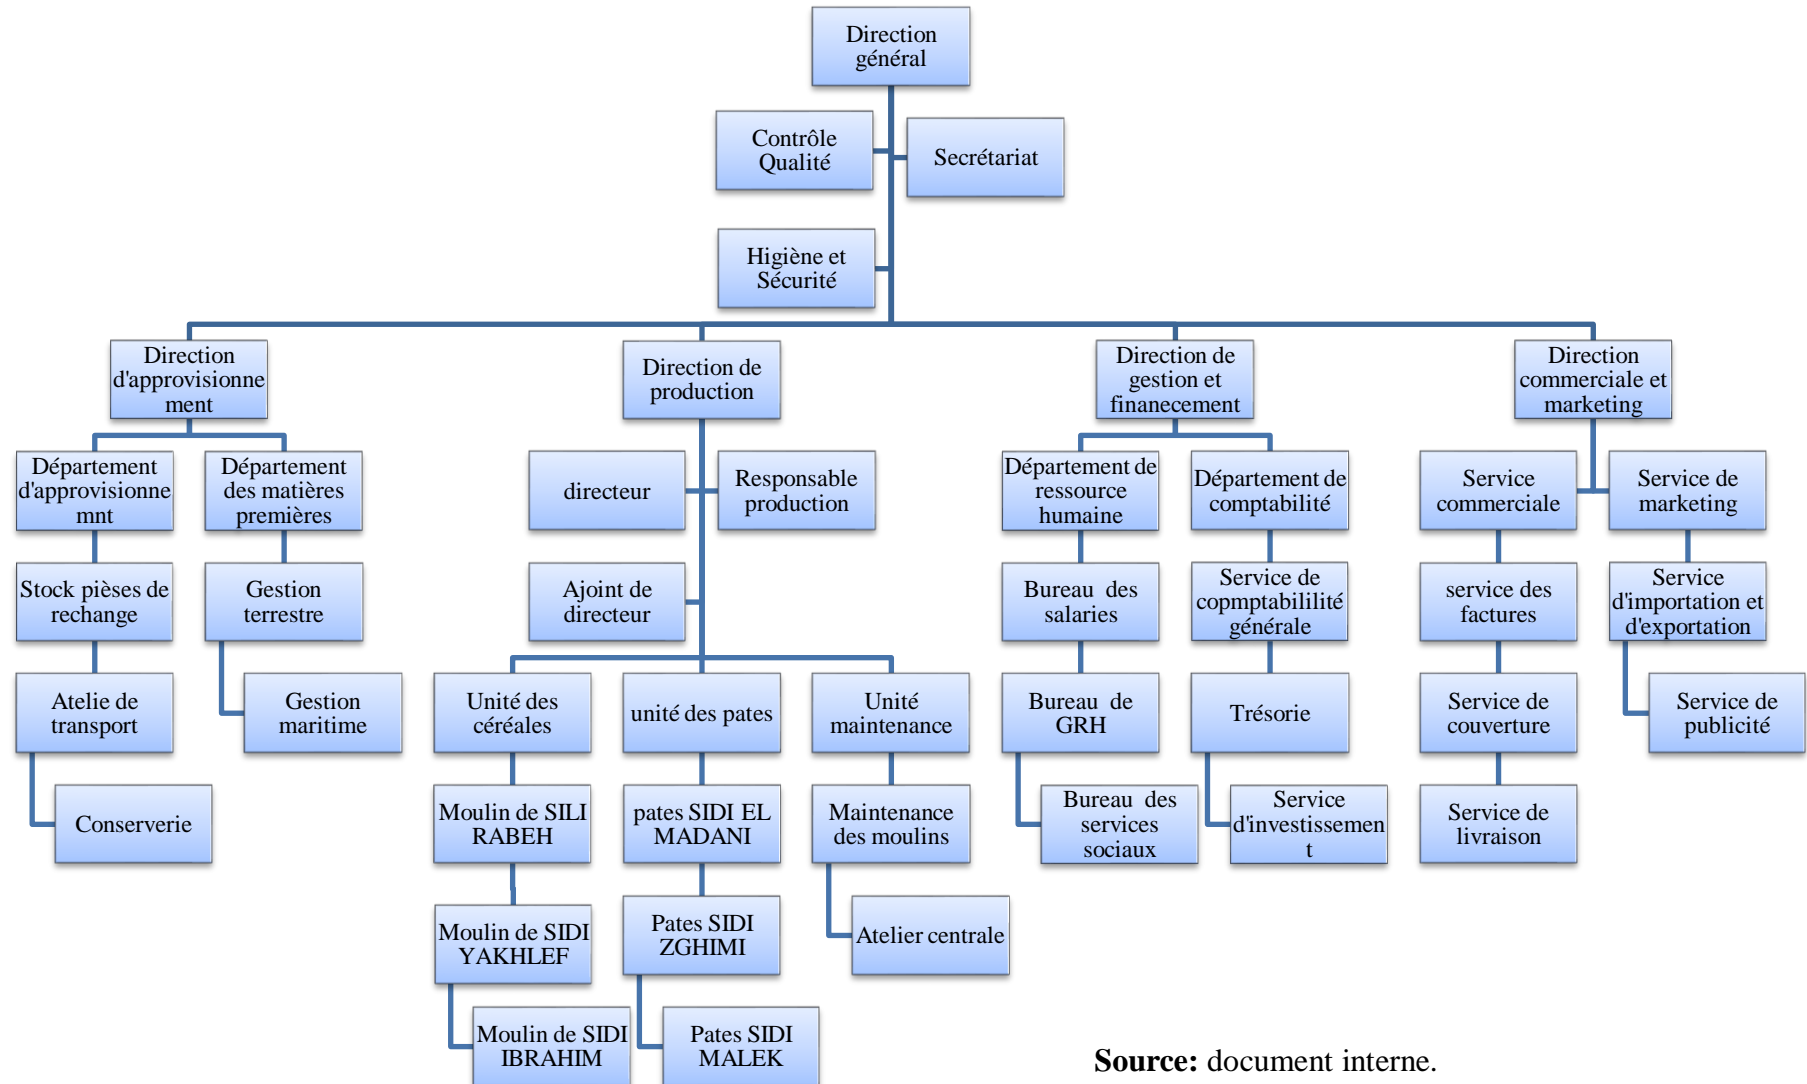 Direction
général
Contrôle
Qualité
Secrétariat
Higiène et
Sécurité
Direction
d'approvisionne
ment
Direction de
production
Direction de
gestion et
finanecement
Direction
commerciale et
marketing
Département
d'approvisionne
mnt
Département
des matières
premières
directeur
Responsable
production
Département de
ressource
humaine
Département de
comptabilité
Service
commerciale
Service de
marketing
Stock pièses de
rechange
Gestion
terrestre
Ajoint de
directeur
Bureau des
salaries
Service de
copmptabililité
générale
service des
factures
Service
d'importation et
d'exportation
Atelie de
transport
Gestion
maritime
Unité des
céréales
unité des pates
Unité
maintenance
Bureau de
GRH
Trésorie
Service de
couverture
Service de
publicité
Conserverie
Moulin de SILI
RABEH
pates SIDI EL
MADANI
Maintenance
des moulins
Bureau des
services
sociaux
Service
d'investissemen
t
Service de
livraison
Moulin de SIDI
YAKHLEF
Pates SIDI
ZGHIMI
Atelier centrale
Moulin de SIDI
IBRAHIM
Pates SIDI
MALEK
Source: document interne.